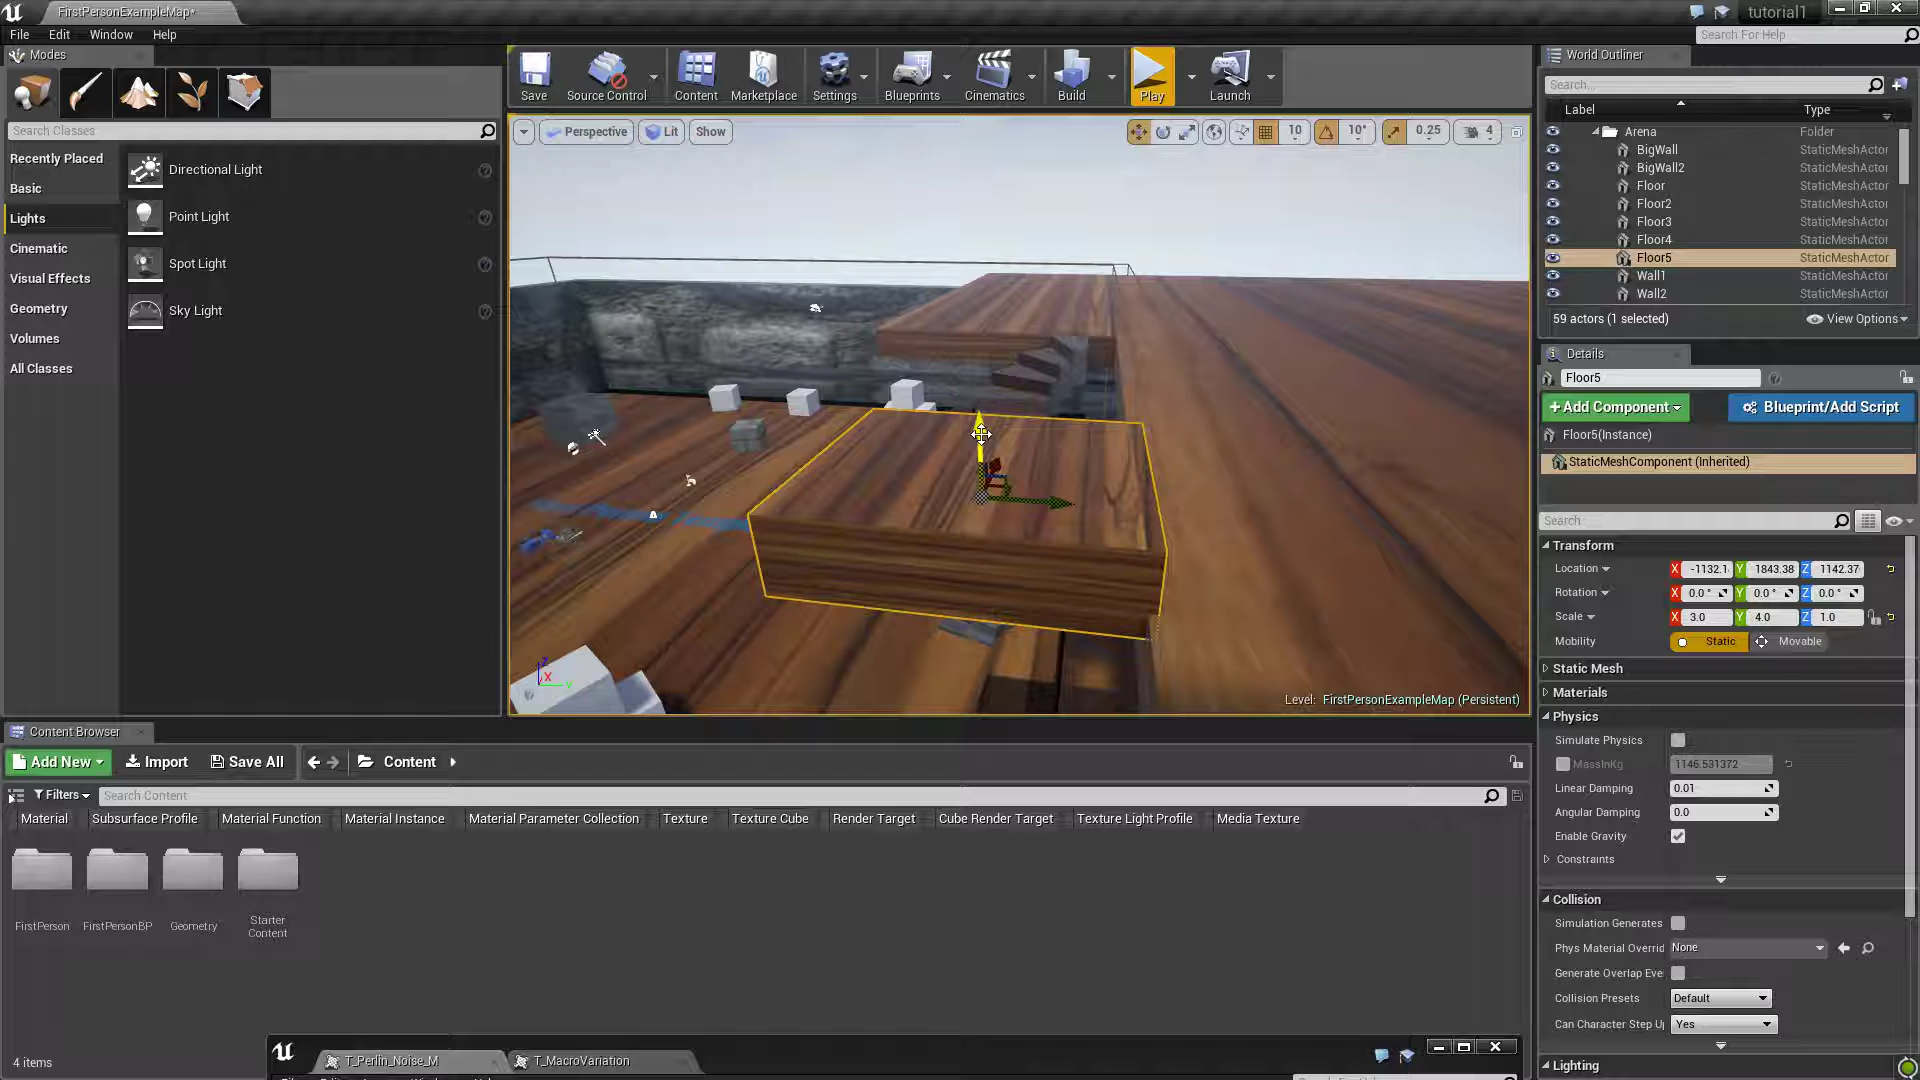 FirstPersonExampleMap*
tutorial1
File Edit Window Help
Search For Help
Modes
Save
Source Control
Content
Marketplace
Settings
Blueprints
Cinematics
Build
Play
Launch
Search Classes
Recently Placed
Basic
Lights
Cinematic
Visual Effects
Geometry
Volumes
All Classes
Directional Light
Point Light
Spot Light
Sky Light
Perspective
Lit
Show
10
10°
0.25
4
X
Level: FirstPersonExampleMap (Persistent)
World Outliner
Search...
Label Type
Arena Folder
BigWall StaticMeshActor
BigWall2 StaticMeshActor
Floor StaticMeshActor
Floor2 StaticMeshActor
Floor3 StaticMeshActor
Floor4 StaticMeshActor
Floor5 StaticMeshActor
Wall1 StaticMeshActor
Wall2 StaticMeshActor
59 actors (1 selected)
View Options
Details
Floor5
+Add Component
Blueprint/Add Script
Floor5(Instance)
StaticMeshComponent (Inherited)
Search
Transform
Location X -1132.1 Y 1843.38 Z 1142.37
Rotation X 0.0 ° Y 0.0 ° Z 0.0 °
Scale X 3.0 Y 4.0 Z 1.0
Mobility Static Movable
Static Mesh
Materials
Physics
Simulate Physics
MassInKg 1146.531372
Linear Damping 0.01
Angular Damping 0.0
Enable Gravity
Constraints
Collision
Simulation Generates
Phys Material Overrid None
Generate Overlap Eve
Collision Presets Default
Can Character Step U Yes
Lighting
Content Browser
Add New
Import
Save All
Content
Filters
Search Content
Material
Subsurface Profile
Material Function
Material Instance
Material Parameter Collection
Texture
Texture Cube
Render Target
Cube Render Target
Texture Light Profile
Media Texture
FirstPerson
FirstPersonBP
Geometry
Starter
Content
4 items
T_Perlin_Noise_M
T_MacroVariation